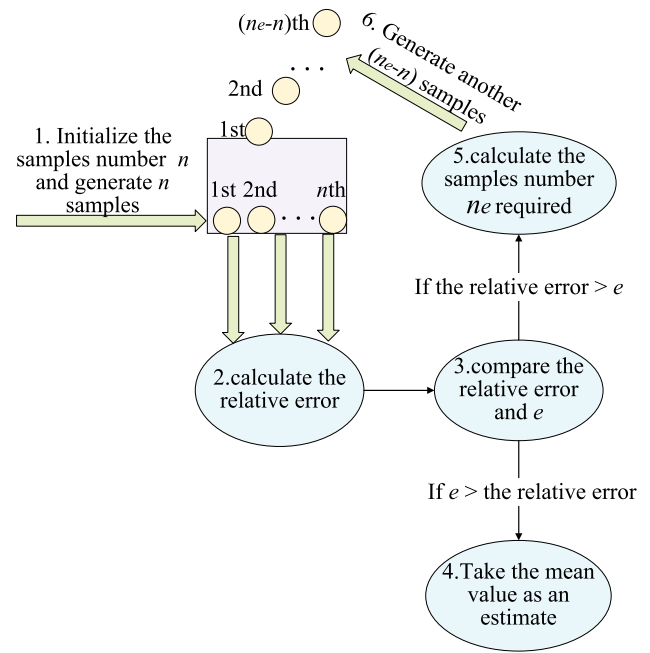 (ne-n)th
6. Generate another
(ne-n) samples
. . .
2nd
1st
1. Initialize the
samples number n
and generate n
samples
1st 2nd nth
. . .
5.calculate the
samples number
ne required
If the relative error > e
2.calculate the
relative error
3.compare the
relative error
and e
If e > the relative error
4.Take the mean
value as an
estimate